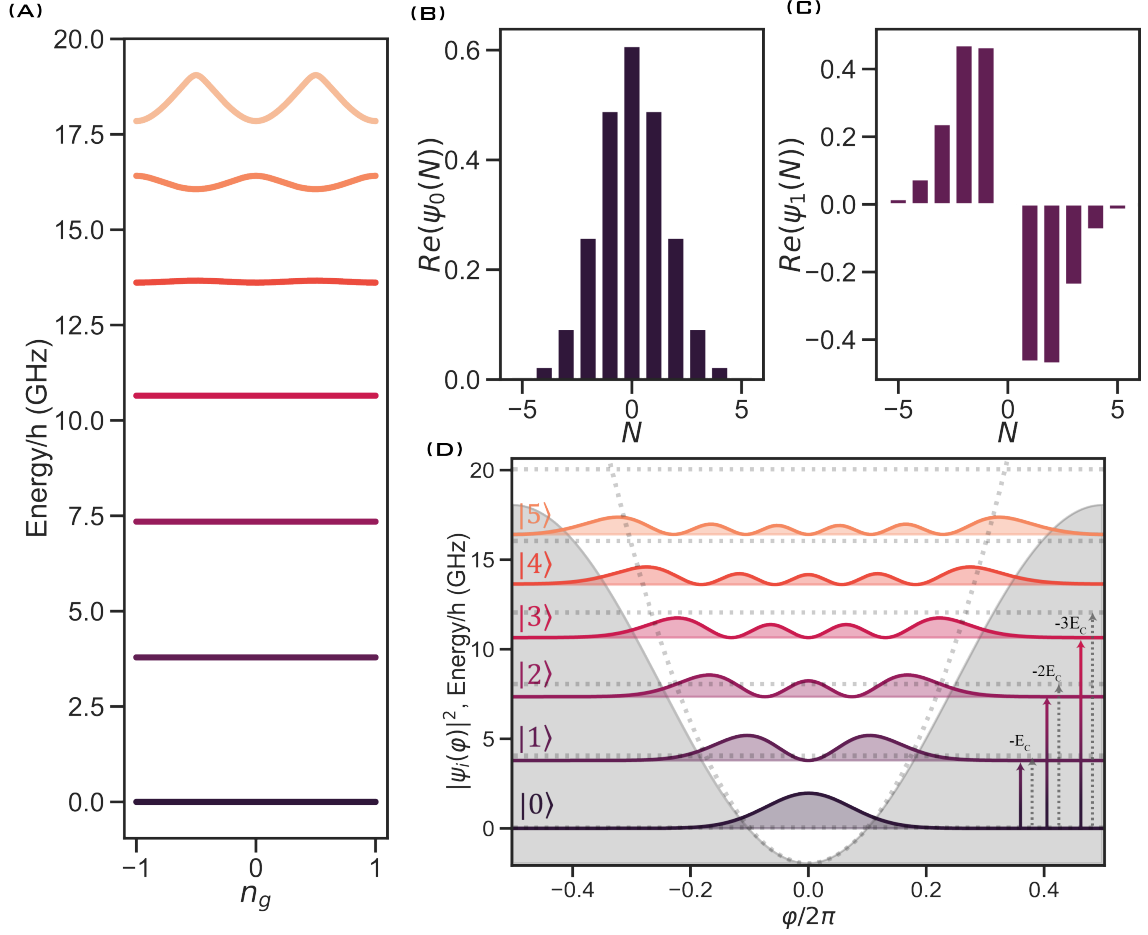 (A)
Energy/h (GHz)
20.0
17.5
15.0
12.5
10.0
7.5
5.0
2.5
0.0
−1
0
1
n_g
(B)
Re(ψ₀(N))
0.6
0.4
0.2
0.0
−5
0
5
N
(C)
Re(ψ₁(N))
0.4
0.2
0.0
−0.2
−0.4
−5
0
5
N
(D)
|ψᵢ(φ)|², Energy/h (GHz)
20
15
10
5
0
|5⟩
|4⟩
|3⟩
|2⟩
|1⟩
|0⟩
-3E_C
-2E_C
-E_C
−0.4
−0.2
0.0
0.2
0.4
φ/2π